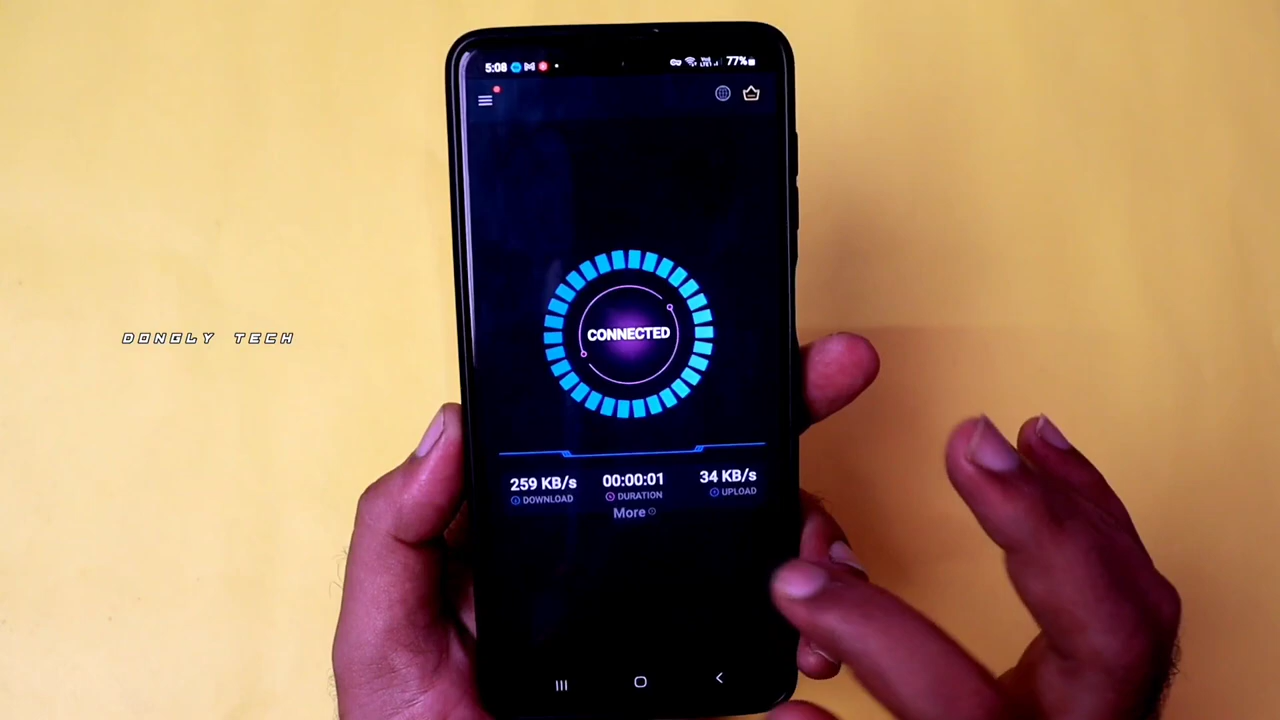 5:08
77%
CONNECTED
DONGLY TECH
259 KB/s
00:00:01
34 KB/s
DOWNLOAD
DURATION
UPLOAD
More